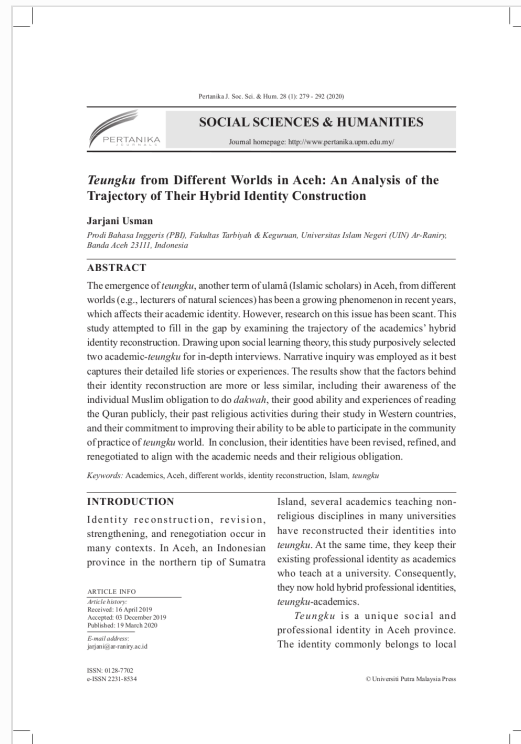 Pertanika J. Soc. Sci. & Hum. 28 (1): 279 - 292 (2020)
PERTANIKA
JOURNALS
SOCIAL SCIENCES & HUMANITIES
Journal homepage: http://www.pertanika.upm.edu.my/
Teungku from Different Worlds in Aceh: An Analysis of the
Trajectory of Their Hybrid Identity Construction
Jarjani Usman
Prodi Bahasa Inggeris (PBI), Fakultas Tarbiyah & Keguruan, Universitas Islam Negeri (UIN) Ar-Raniry,
Banda Aceh 23111, Indonesia
ABSTRACT
The emergence of teungku, another term of ulamâ (Islamic scholars) in Aceh, from different
worlds (e.g., lecturers of natural sciences) has been a growing phenomenon in recent years,
which affects their academic identity. However, research on this issue has been scant. This
study attempted to fill in the gap by examining the trajectory of the academics' hybrid
identity reconstruction. Drawing upon social learning theory, this study purposively selected
two academic-teungku for in-depth interviews. Narrative inquiry was employed as it best
captures their detailed life stories or experiences. The results show that the factors behind
their identity reconstruction are more or less similar, including their awareness of the
individual Muslim obligation to do dakwah, their good ability and experiences of reading
the Quran publicly, their past religious activities during their study in Western countries,
and their commitment to improving their ability to be able to participate in the community
of practice of teungku world. In conclusion, their identities have been revised, refined, and
renegotiated to align with the academic needs and their religious obligation.
Keywords: Academics, Aceh, different worlds, identity reconstruction, Islam, teungku
INTRODUCTION
Identity reconstruction, revision,
strengthening, and renegotiation occur in
many contexts. In Aceh, an Indonesian
province in the northern tip of Sumatra
ARTICLE INFO
Article history:
Received: 16 April 2019
Accepted: 03 December 2019
Published: 19 March 2020
E-mail address:
jarjani@ar-raniry.ac.id
Island, several academics teaching non-
religious disciplines in many universities
have reconstructed their identities into
teungku. At the same time, they keep their
existing professional identity as academics
who teach at a university. Consequently,
they now hold hybrid professional identities,
teungku-academics.
Teungku is a unique social and
professional identity in Aceh province.
The identity commonly belongs to local
ISSN: 0128-7702
e-ISSN 2231-8534
© Universiti Putra Malaysia Press